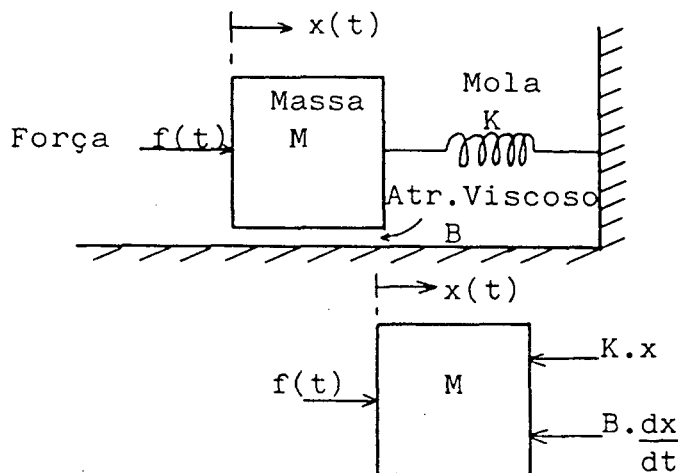 x(t)
Massa
M
Mola
K
Força f(t)
Atr.Viscoso
B
x(t)
f(t)
M
K.x
B.dx/dt